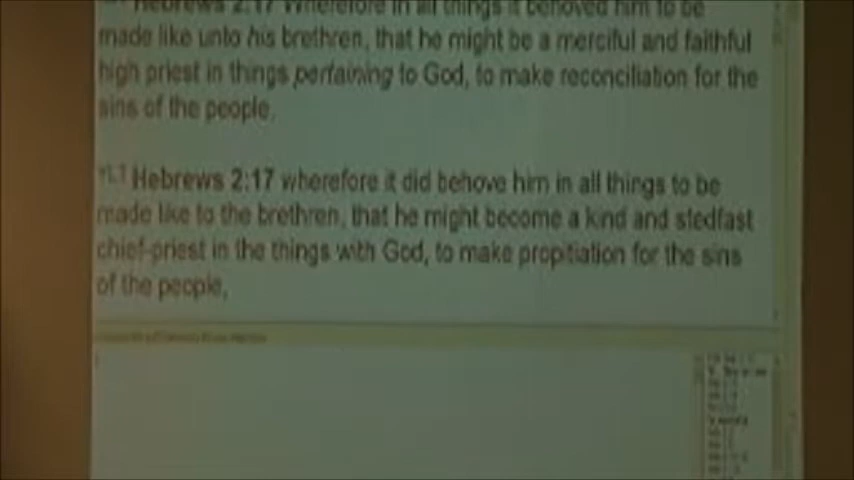 Hebrews 2:17 Wherefore in all things it behoved him to be
made like unto his brethren, that he might be a merciful and faithful
high priest in things pertaining to God, to make reconciliation for the
sins of the people.
YLT Hebrews 2:17 wherefore it did behove him in all things to be
made like to the brethren, that he might become a kind and stedfast
chief-priest in the things with God, to make propitiation for the sins
of the people,